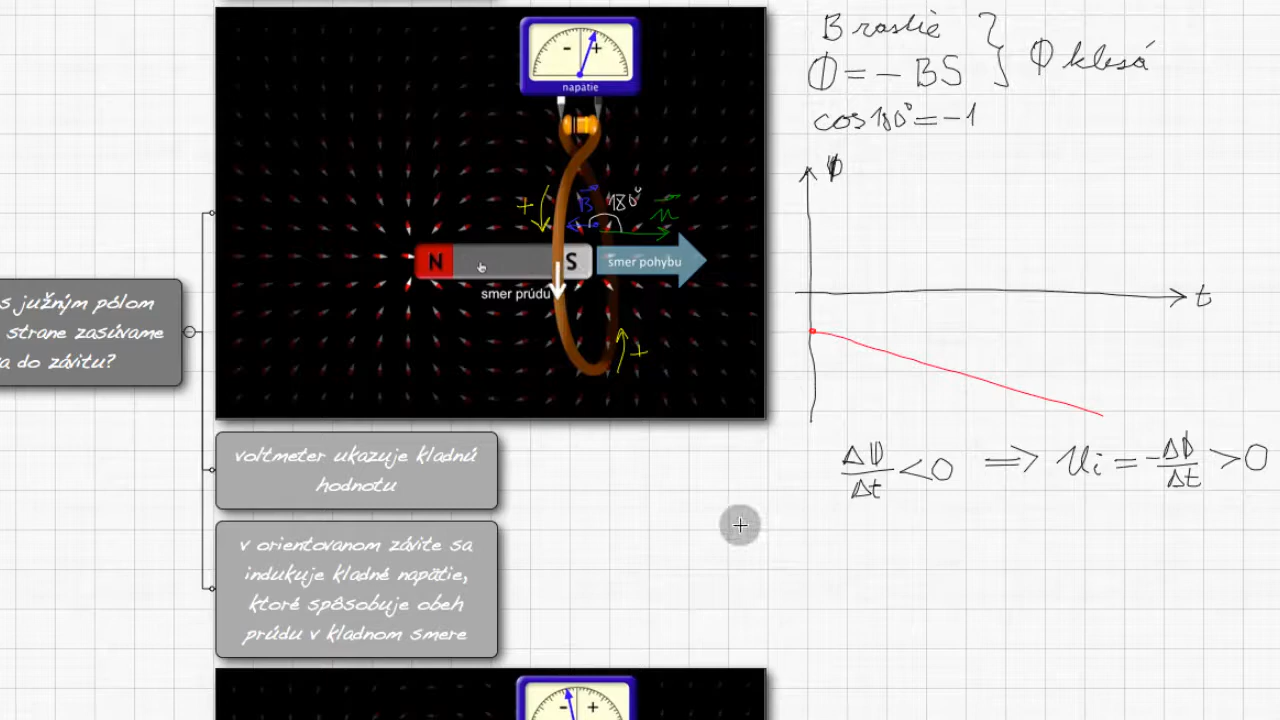 - +
napätie
+
B
180°
n
N
S
smer pohybu
smer prúdu
+
s južným pólom
strane zasúvame
a do závitu?
voltmeter ukazuje kladnú
hodnotu
v orientovanom závite sa
indukuje kladné napätie,
ktoré spôsobuje obeh
prúdu v kladnom smere
- +
B rastie
Φ = - BS } Φ klesá
cos 180° = -1
Φ
t
ΔΦ/Δt < 0 ⟹ Ui = - ΔΦ/Δt > 0